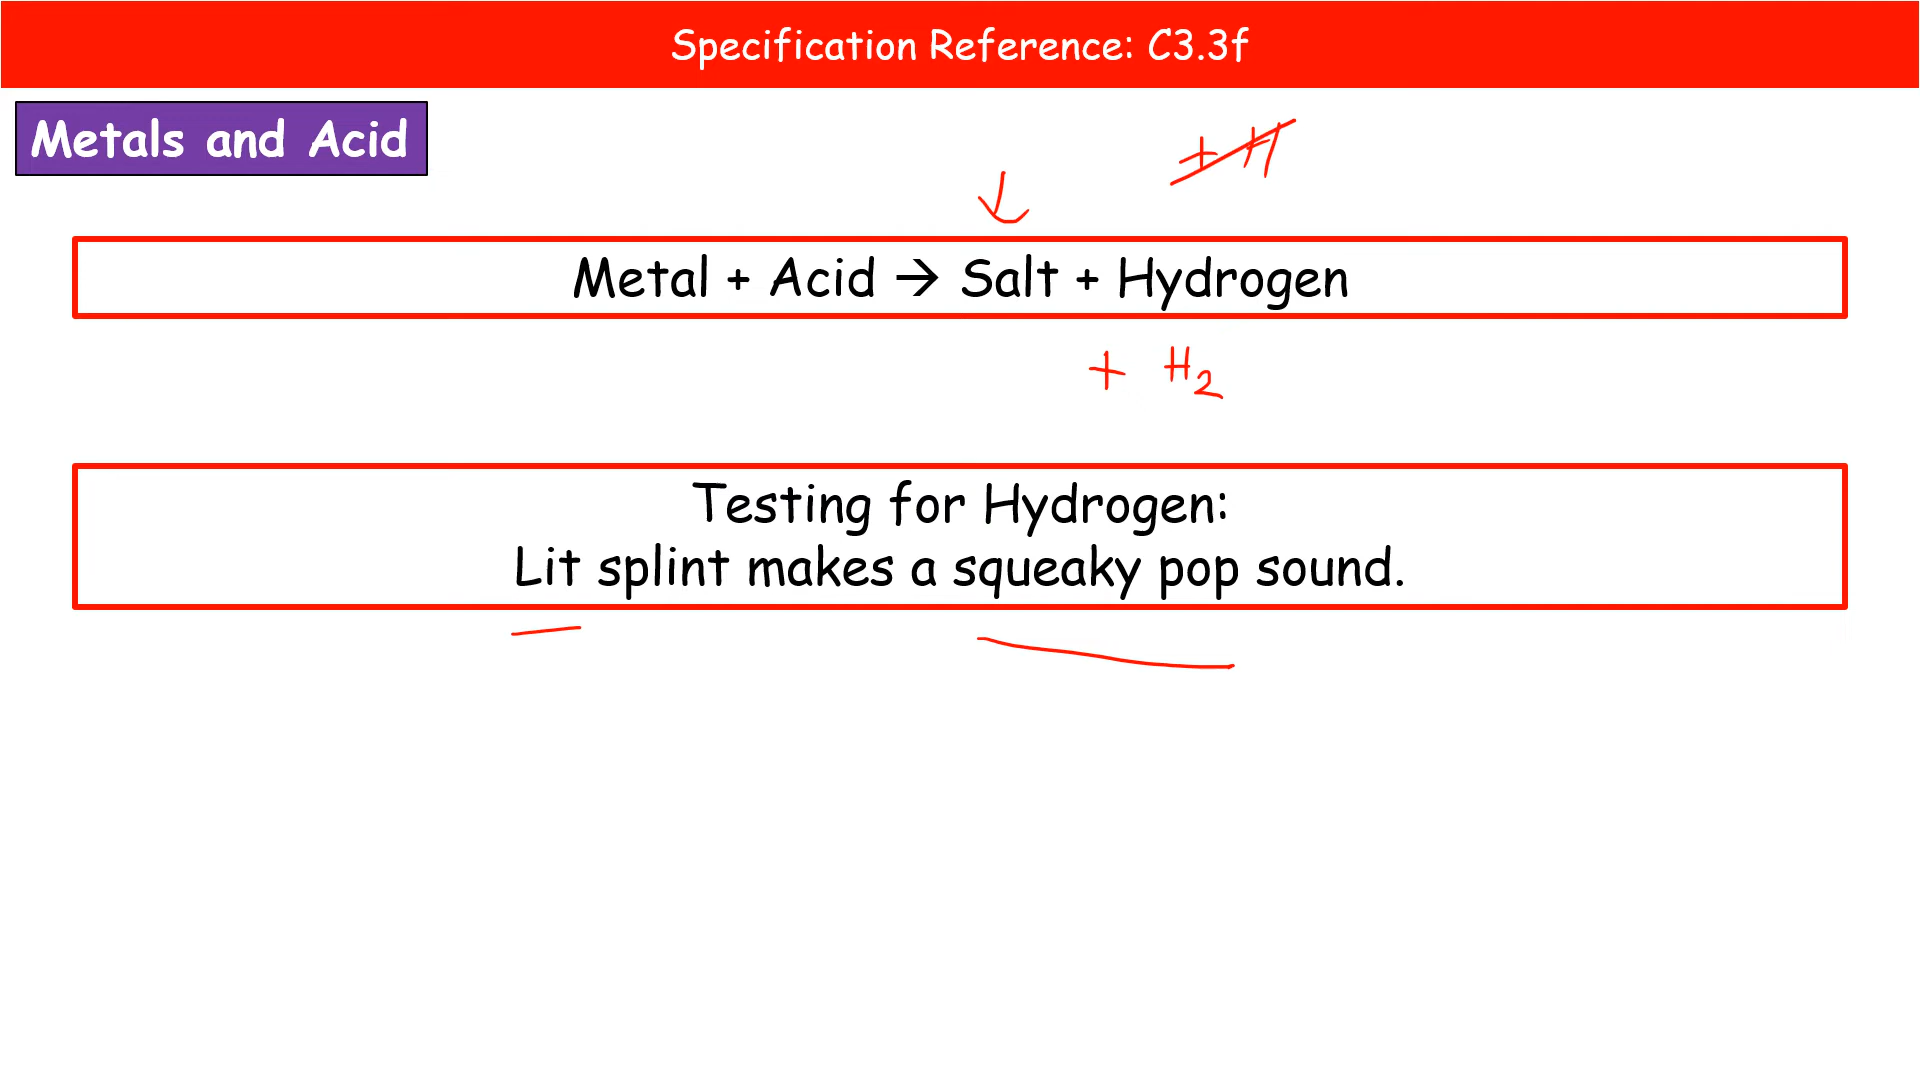 Specification Reference: C3.3f
Metals and Acid
+ H
Metal + Acid → Salt + Hydrogen
+ H₂
Testing for Hydrogen:
Lit splint makes a squeaky pop sound.